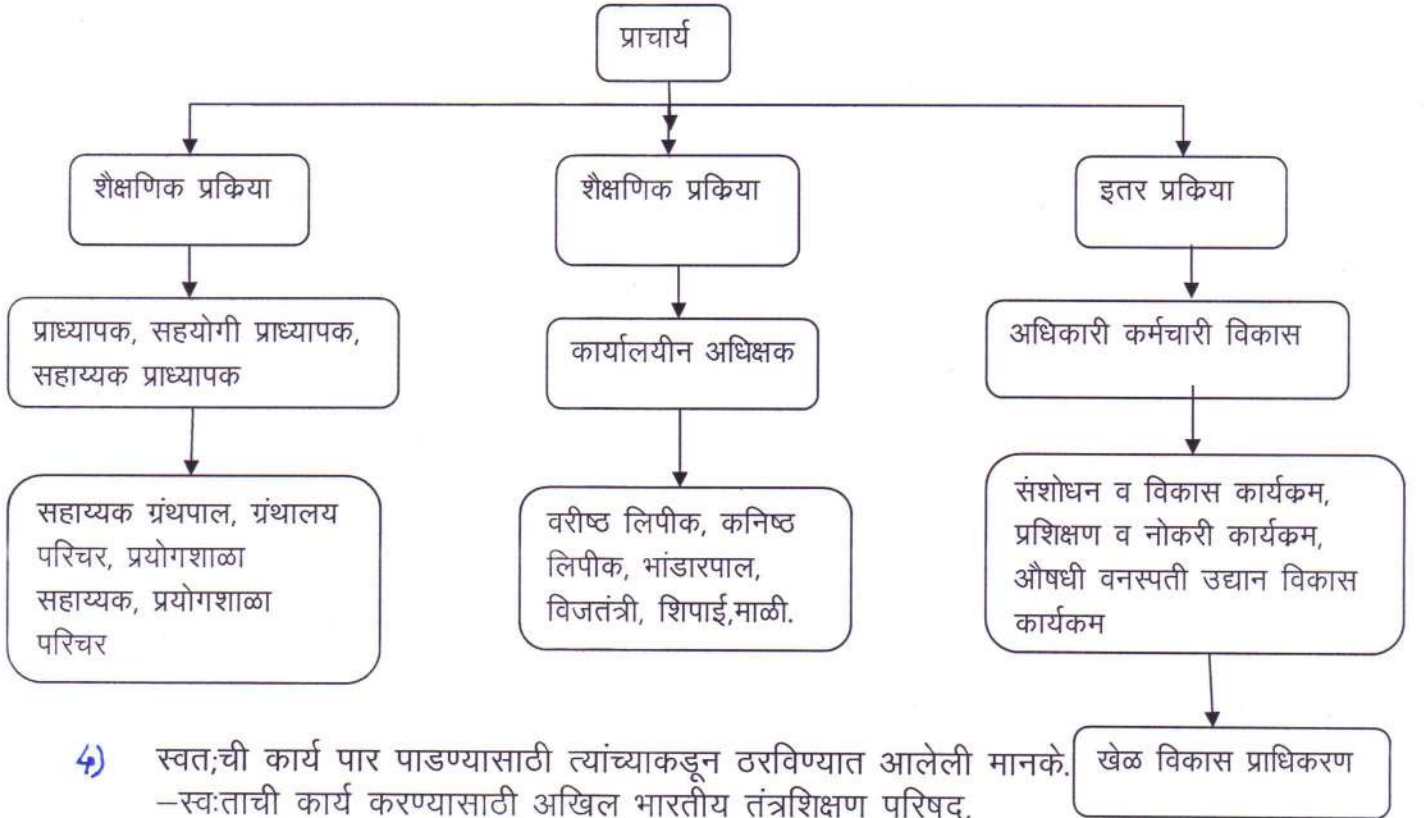 प्राचार्य
शैक्षणिक प्रक्रिया
शैक्षणिक प्रक्रिया
इतर प्रक्रिया
प्राध्यापक, सहयोगी प्राध्यापक,
सहाय्यक प्राध्यापक
कार्यालयीन अधिक्षक
अधिकारी कर्मचारी विकास
सहाय्यक ग्रंथपाल, ग्रंथालय
परिचर, प्रयोगशाळा
सहाय्यक, प्रयोगशाळा
परिचर
वरीष्ठ लिपीक, कनिष्ठ
लिपीक, भांडारपाल,
विजतंत्री, शिपाई,माळी.
संशोधन व विकास कार्यक्रम,
प्रशिक्षण व नोकरी कार्यक्रम,
औषधी वनस्पती उद्यान विकास
कार्यक्रम
खेळ विकास प्राधिकरण
4) स्वत;ची कार्य पार पाडण्यासाठी त्यांच्याकडून ठरविण्यात आलेली मानके.
–स्वःताची कार्य करण्यासाठी अखिल भारतीय तंत्रशिक्षण परिषद,